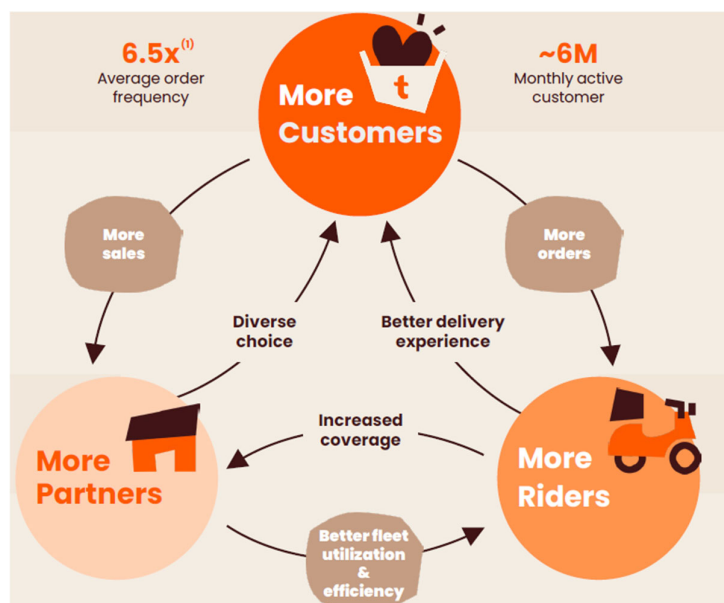 6.5x(1)
Average order
frequency
~6M
Monthly active
customer
t
More
Customers
More
sales
More
orders
Diverse
choice
Better delivery
experience
Increased
coverage
More
Partners
More
Riders
Better fleet
utilization
&
efficiency